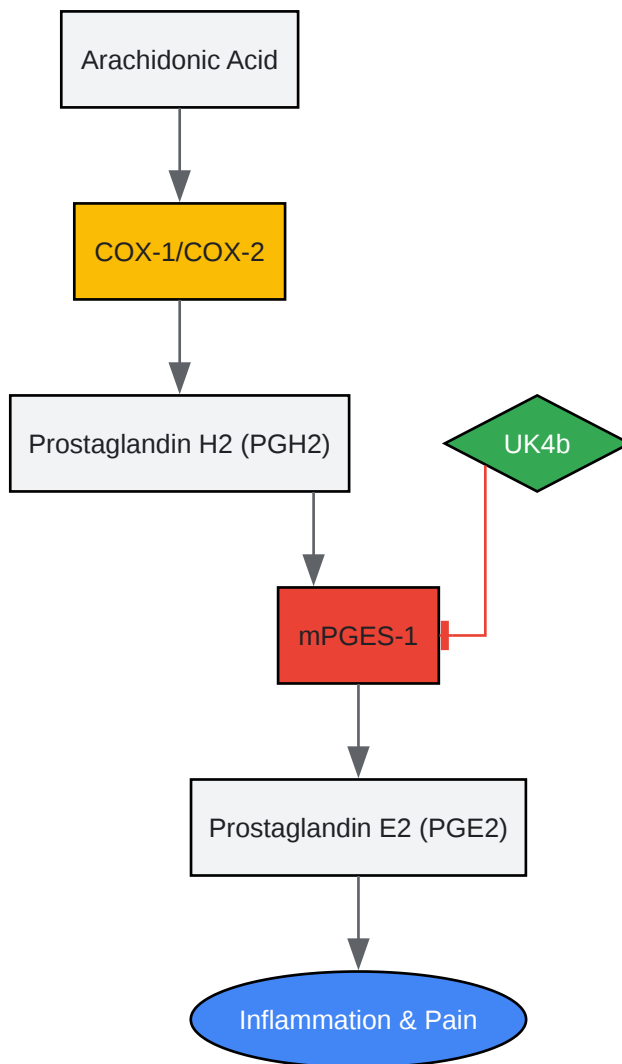 Arachidonic Acid
COX-1/COX-2
Prostaglandin H2 (PGH2)
UK4b
mPGES-1
Prostaglandin E2 (PGE2)
Inflammation & Pain